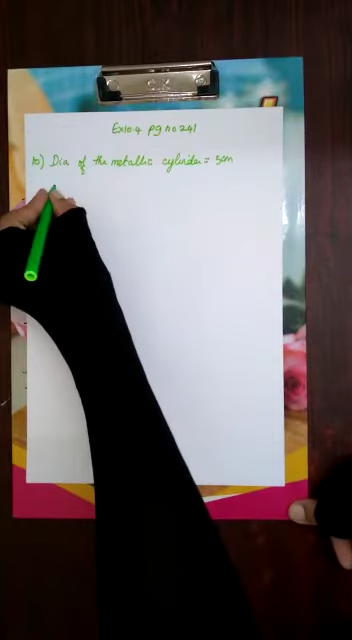 Ex10.4 pg no 241
10) Dia of the metallic cylinder = 5cm